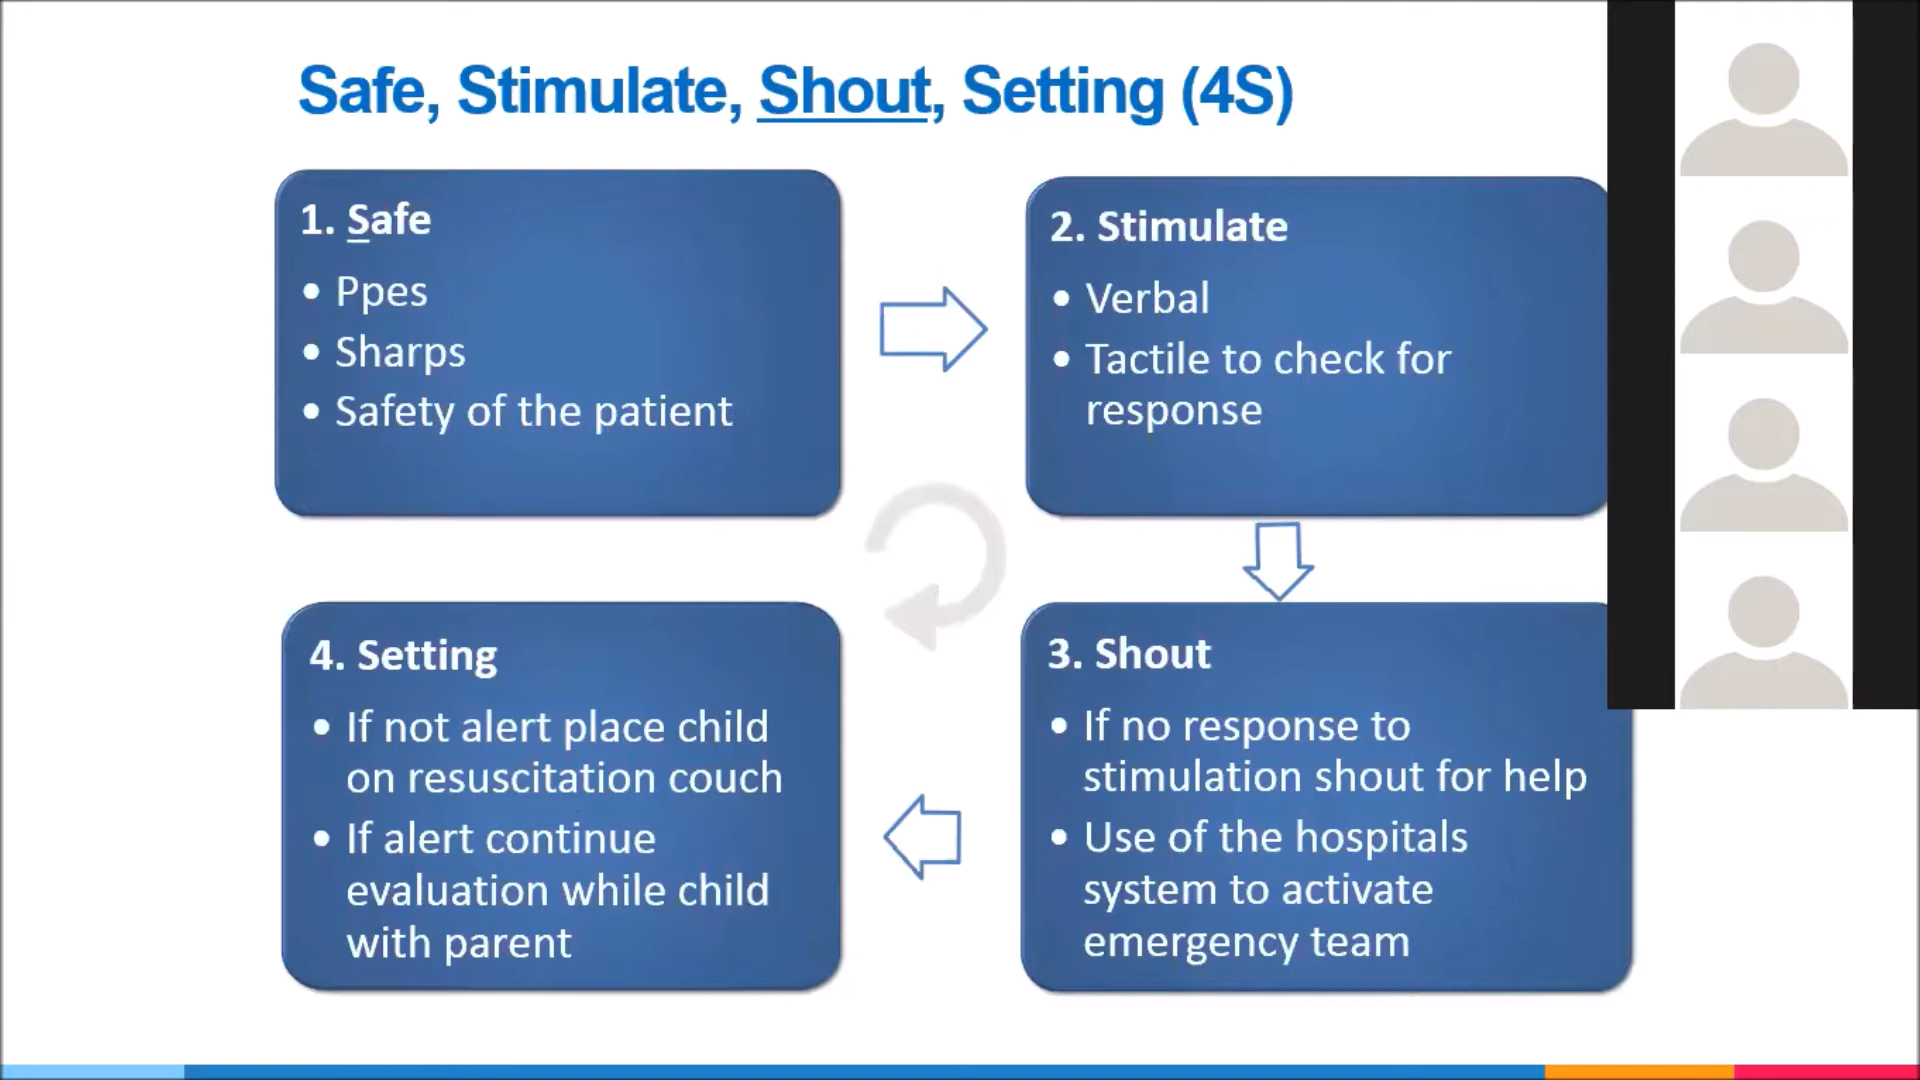 Safe, Stimulate, Shout, Setting (4S)
1. Safe
• Ppes
• Sharps
• Safety of the patient
2. Stimulate
• Verbal
• Tactile to check for
response
3. Shout
• If no response to
stimulation shout for help
• Use of the hospitals
system to activate
emergency team
4. Setting
• If not alert place child
on resuscitation couch
• If alert continue
evaluation while child
with parent